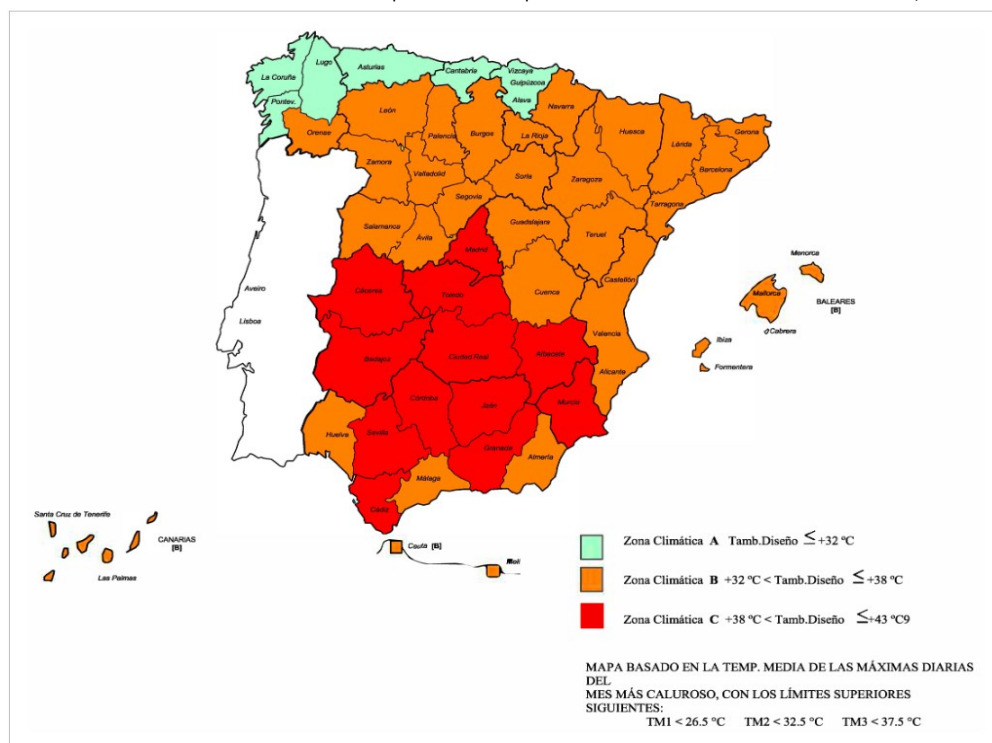 Lugo
La Coruña
Asturias
Cantabria
Vizcaya
Guipúzcoa
Alava
Pontev.
Orense
León
Palencia
Burgos
La Rioja
Navarra
Huesca
Lérida
Gerona
Barcelona
Tarragona
Zamora
Valladolid
Soria
Zaragoza
Segovia
Salamanca
Ávila
Guadalajara
Teruel
Madrid
Castellón
Menorca
Mallorca
BALEARES
[B]
Cabrera
Ibiza
Formentera
Aveiro
Lisboa
Cáceres
Toledo
Cuenca
Valencia
Badajoz
Ciudad Real
Albacete
Alicante
Córdoba
Jaén
Murcia
Huelva
Sevilla
Granada
Almería
Málaga
Cádiz
Santa Cruz de Tenerife
CANARIAS
[B]
Las Palmas
Ceuta [B]
Meli
Zona Climática A Tamb.Diseño ≤ +32 ºC
Zona Climática B +32 ºC < Tamb.Diseño ≤ +38 ºC
Zona Climática C +38 ºC < Tamb.Diseño ≤+43 ºC9
MAPA BASADO EN LA TEMP. MEDIA DE LAS MÁXIMAS DIARIAS
DEL
MES MÁS CALUROSO, CON LOS LÍMITES SUPERIORES
SIGUIENTES:
TM1 < 26.5 ºC TM2 < 32.5 ºC TM3 < 37.5 ºC